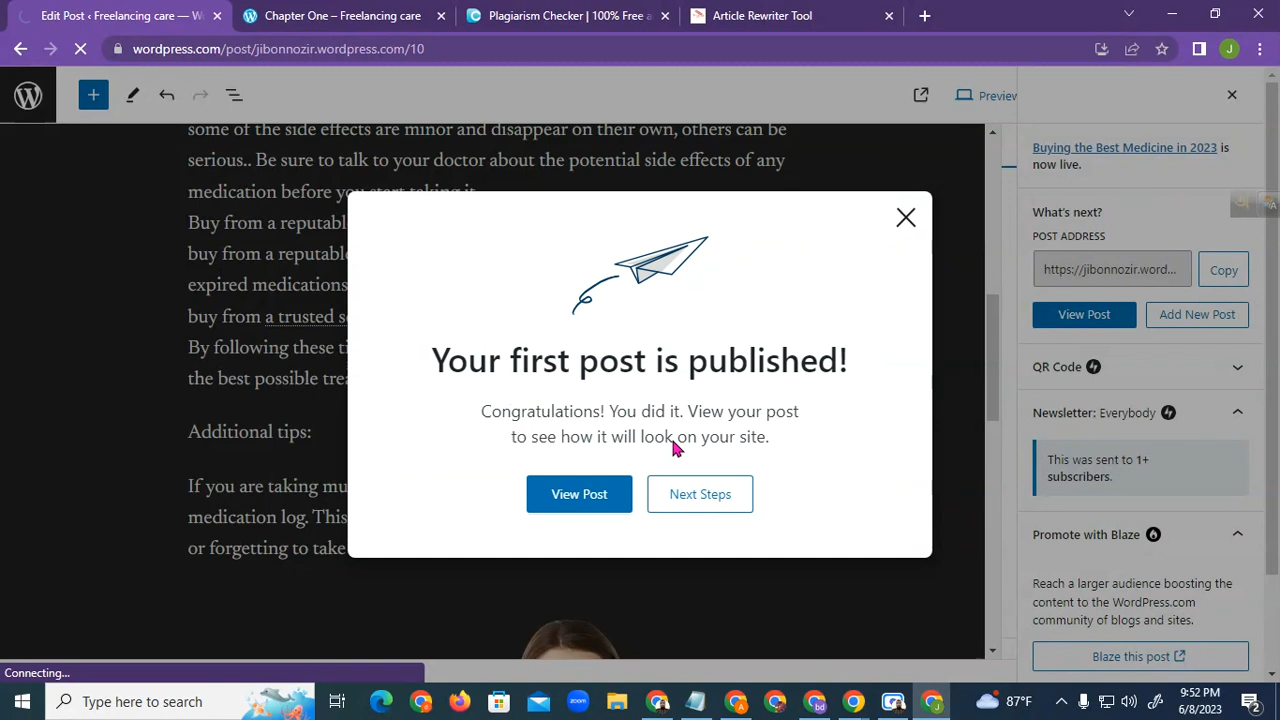 Edit Post ‹ Freelancing care — W
Chapter One – Freelancing care
Plagiarism Checker | 100% Free a
Article Rewriter Tool
wordpress.com/post/jibonnozir.wordpress.com/10
J
Preview
some of the side effects are minor and disappear on their own, others can be
serious.. Be sure to talk to your doctor about the potential side effects of any
medication before you start taking it
Buy from a reputabl
buy from a reputable
expired medications
buy from a trusted s
By following these ti
the best possible trea
Additional tips:
If you are taking mu
medication log. This
or forgetting to take
Your first post is published!
Congratulations! You did it. View your post
to see how it will look on your site.
View Post
Next Steps
Buying the Best Medicine in 2023 is
now live.
What's next?
POST ADDRESS
https://jibonnozir.word...
Copy
View Post
Add New Post
QR Code
Newsletter: Everybody
This was sent to 1+
subscribers.
Promote with Blaze
Reach a larger audience boosting the
content to the WordPress.com
community of blogs and sites.
Blaze this post
Connecting...
Type here to search
zoom
87°F
9:52 PM
6/8/2023
2